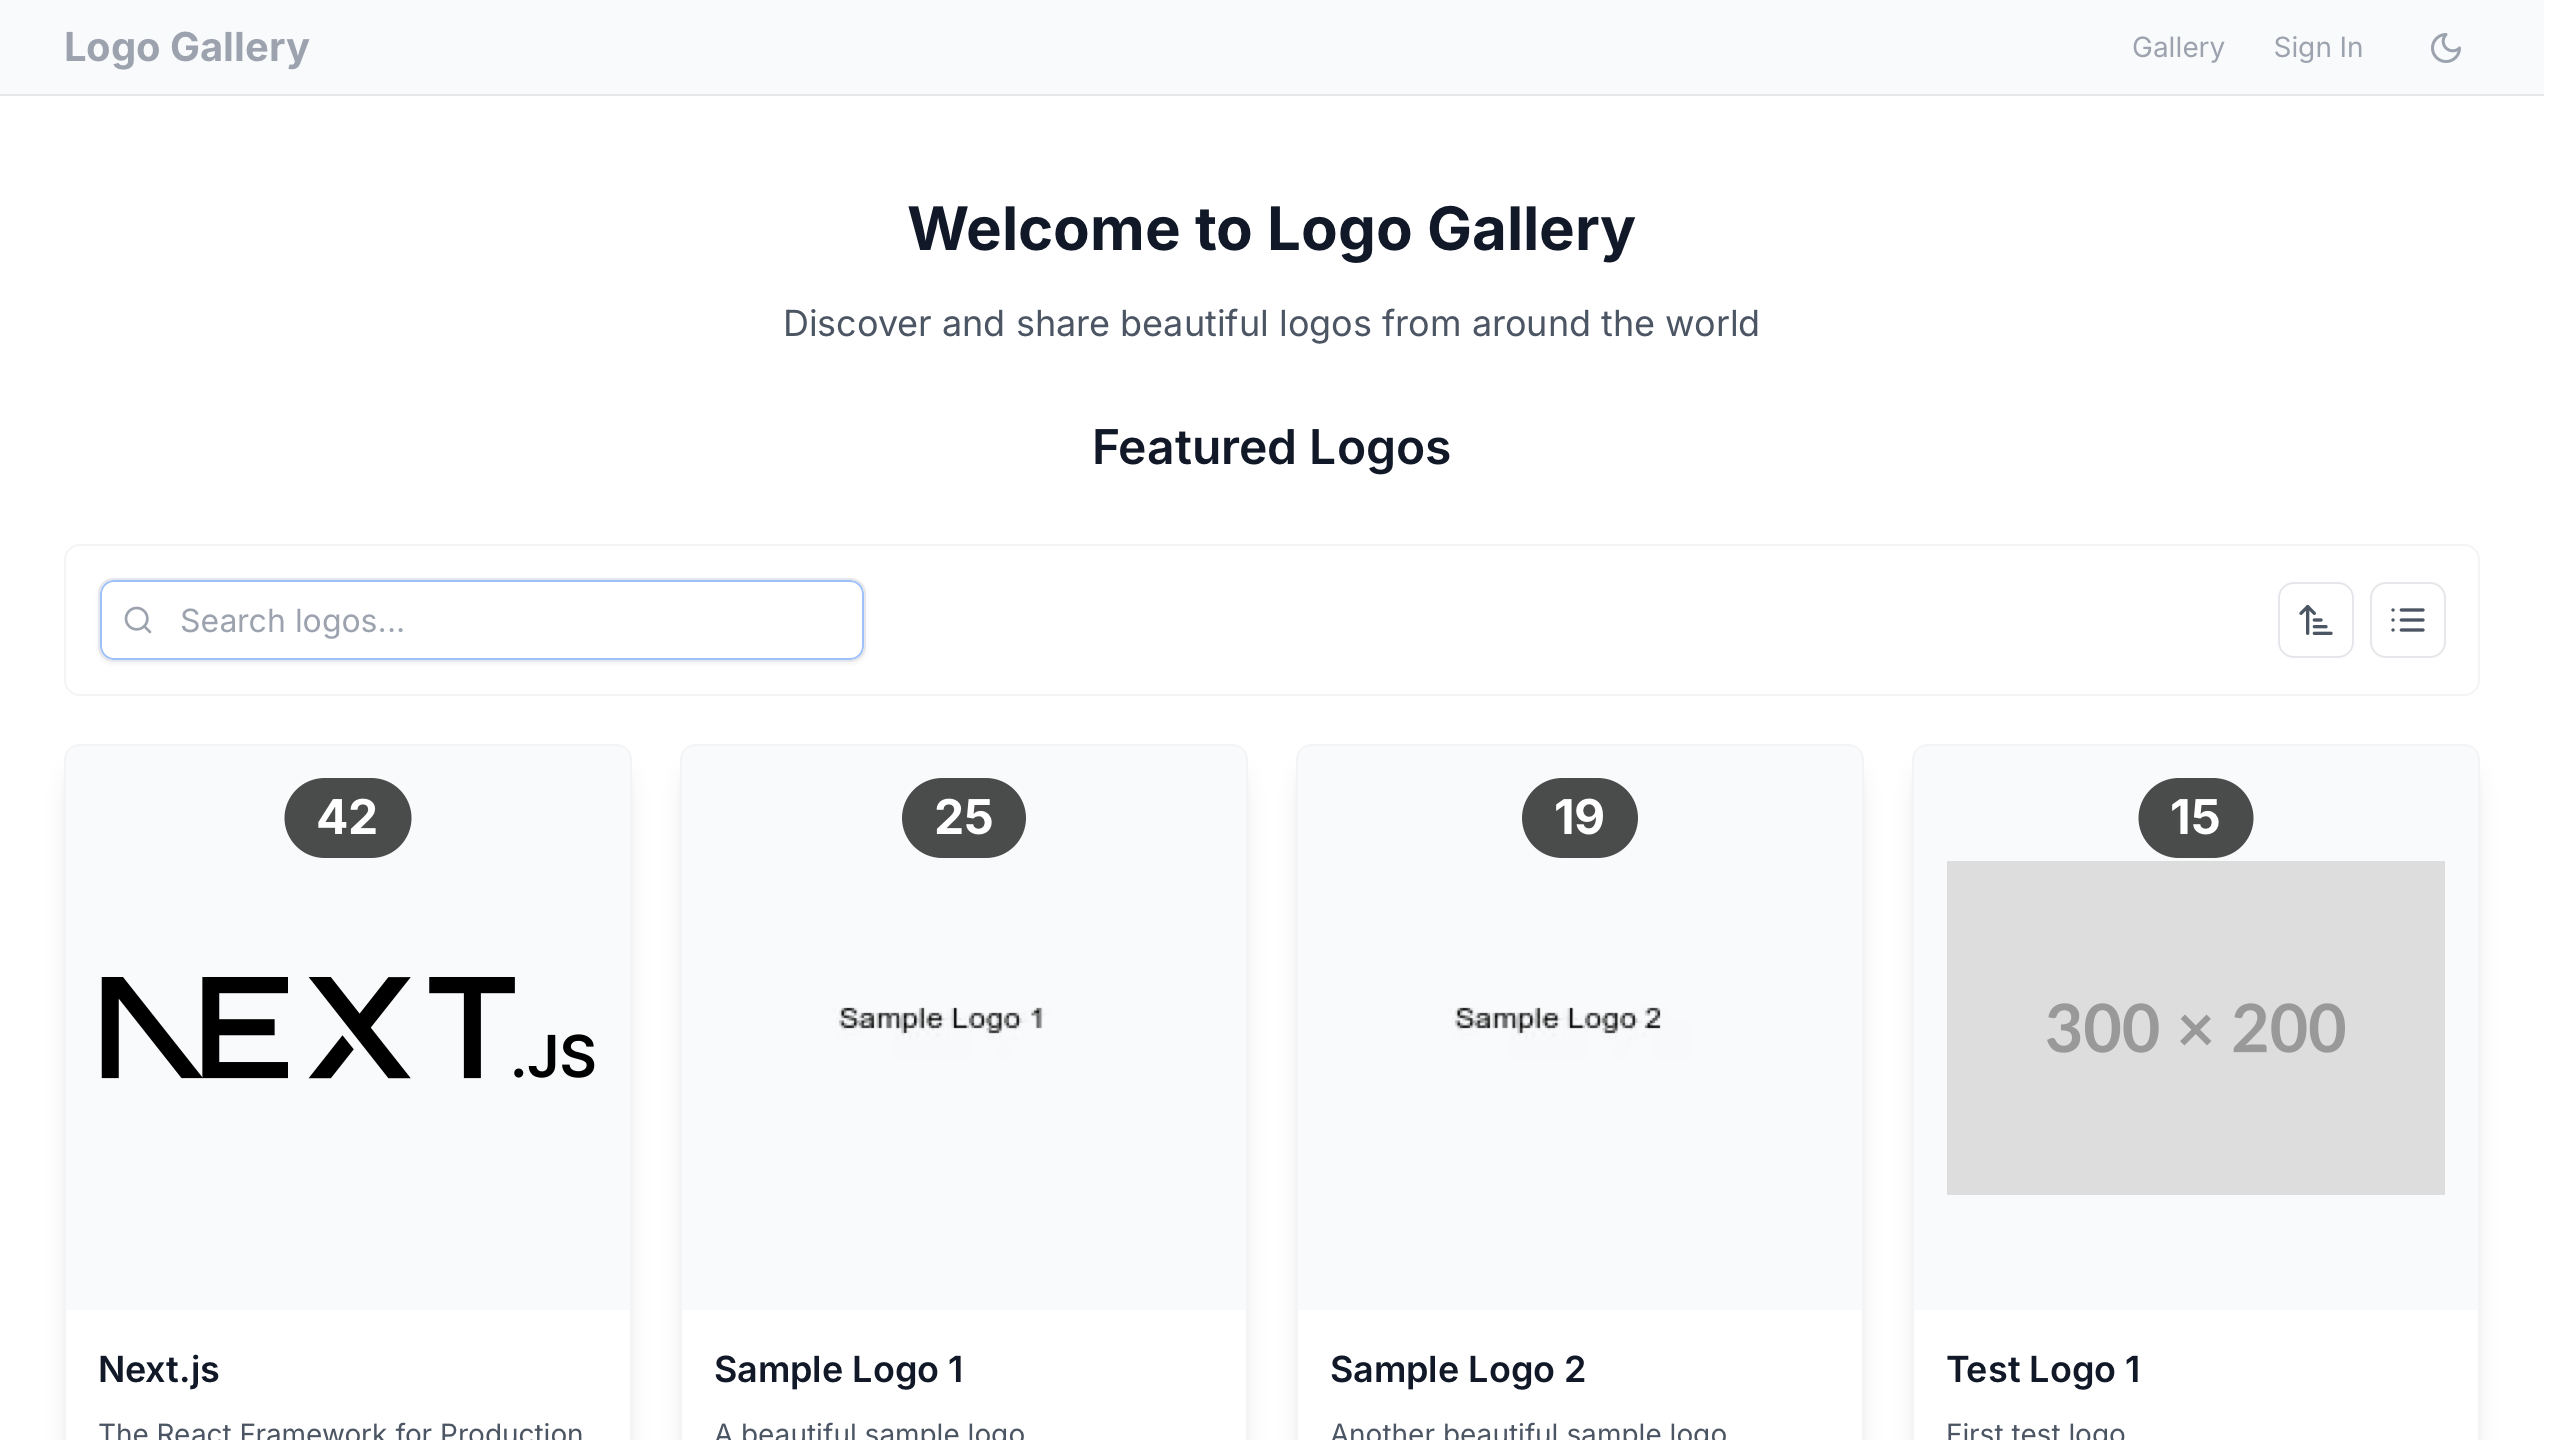 Logo Gallery
Gallery
Sign In
Welcome to Logo Gallery
Discover and share beautiful logos from around the world
Featured Logos
Search logos...
42
25
19
15
NEXT.JS
Sample Logo 1
Sample Logo 2
300 × 200
Next.js
Sample Logo 1
Sample Logo 2
Test Logo 1
The React Framework for Production
A beautiful sample logo
Another beautiful sample logo
First test logo